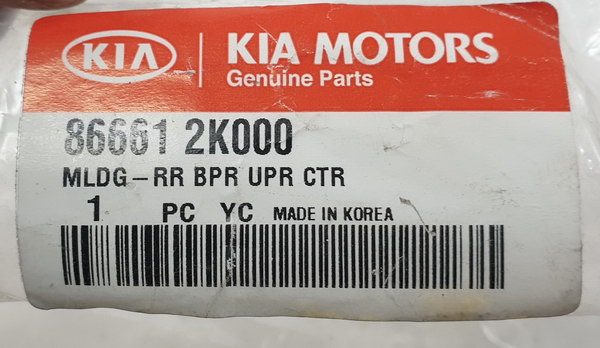 KIA KIA MOTORS
Genuine Parts
86661 2K000
MLDG-RR BPR UPR CTR
1 PC YC MADE IN KOREA